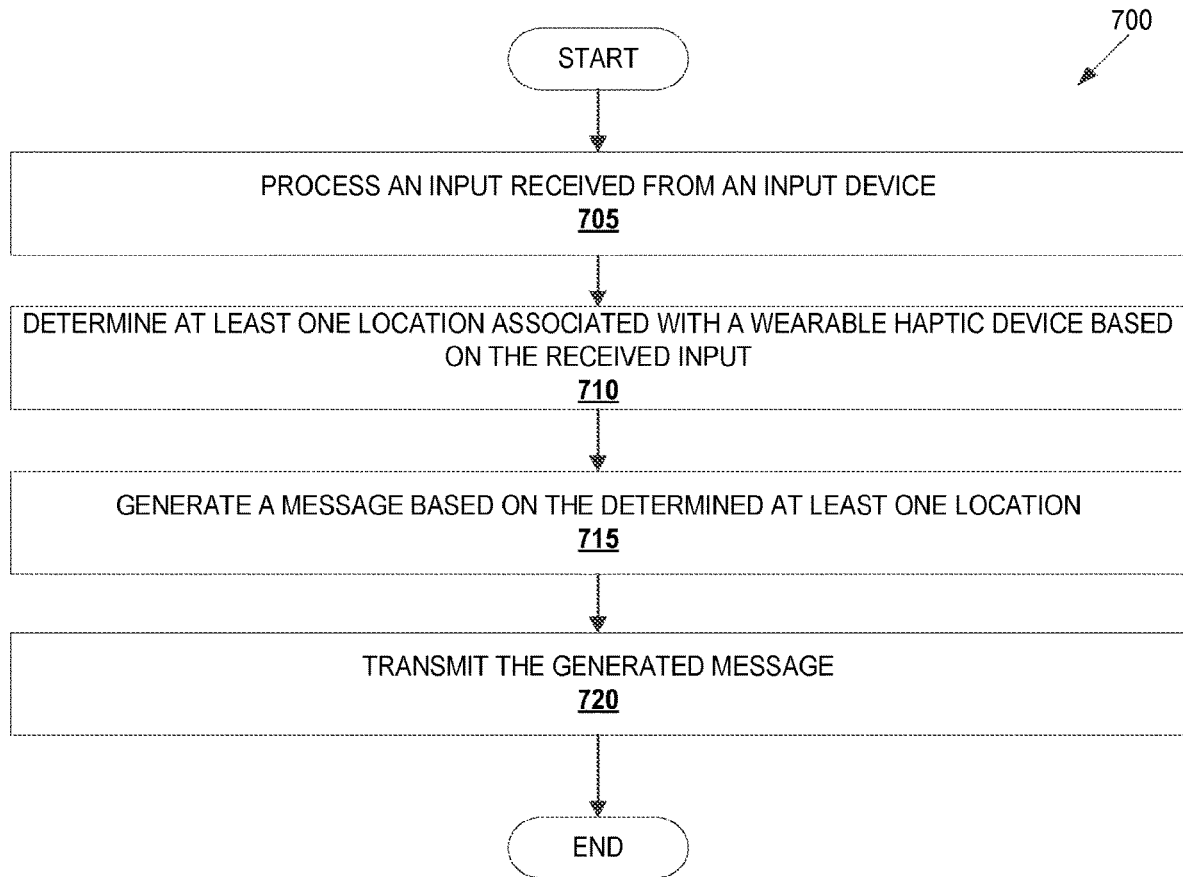 700
START
PROCESS AN INPUT RECEIVED FROM AN INPUT DEVICE
705
DETERMINE AT LEAST ONE LOCATION ASSOCIATED WITH A WEARABLE HAPTIC DEVICE BASED
ON THE RECEIVED INPUT
710
GENERATE A MESSAGE BASED ON THE DETERMINED AT LEAST ONE LOCATION
715
TRANSMIT THE GENERATED MESSAGE
720
END